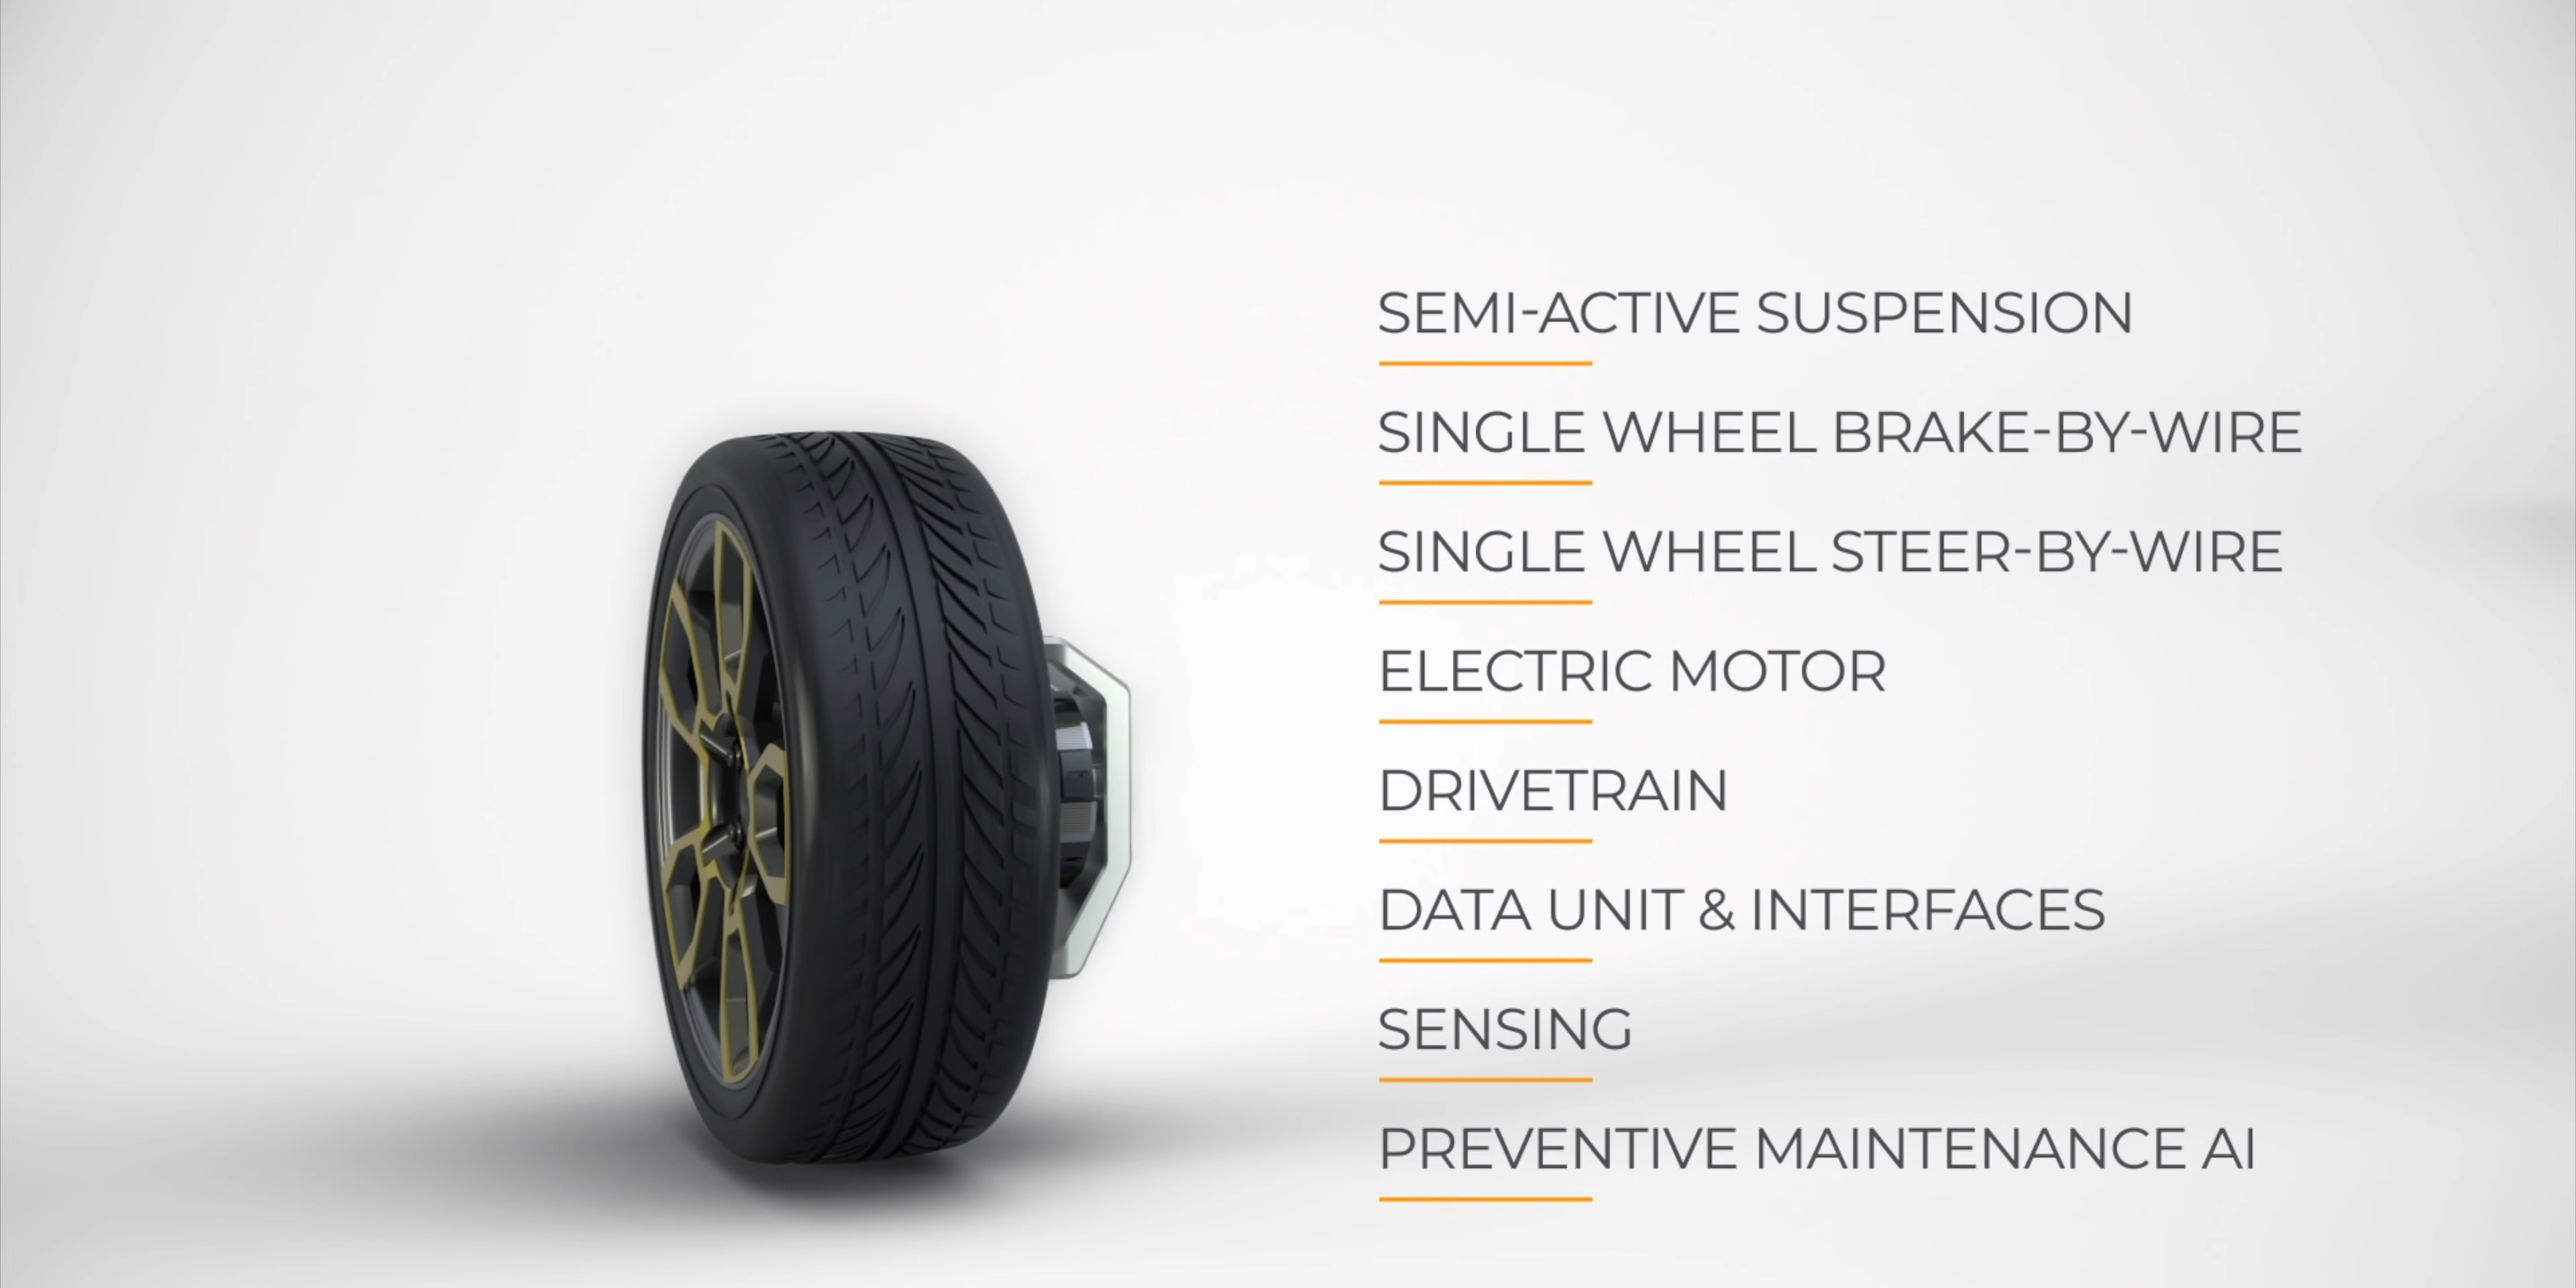 SEMI-ACTIVE SUSPENSION
SINGLE WHEEL BRAKE-BY-WIRE
SINGLE WHEEL STEER-BY-WIRE
ELECTRIC MOTOR
DRIVETRAIN
DATA UNIT & INTERFACES
SENSING
PREVENTIVE MAINTENANCE AI